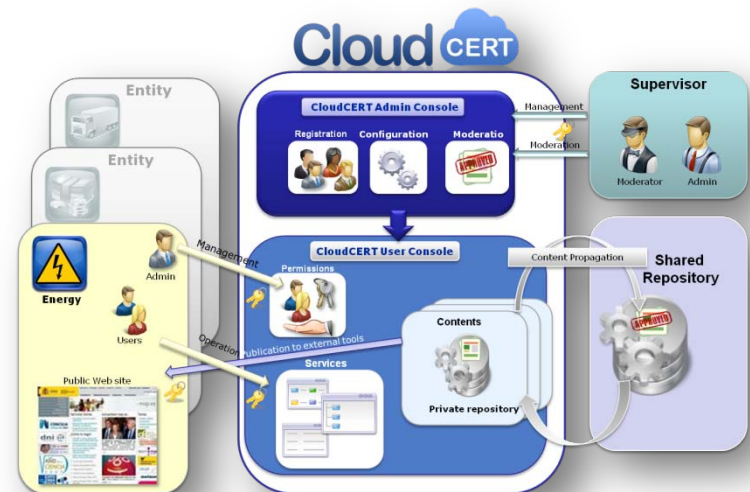 Cloud CERT
Entity
Entity
Energy
Admin
Users
Public Web site
Management
Operation
Publication to external tools
CloudCERT Admin Console
Registration
Configuration
Moderatio
APPROVED
CloudCERT User Console
Permissions
Services
Contents
Private repository
Management
Moderation
Supervisor
Moderator
Admin
Content Propagation
Shared
Repository
APPROVED